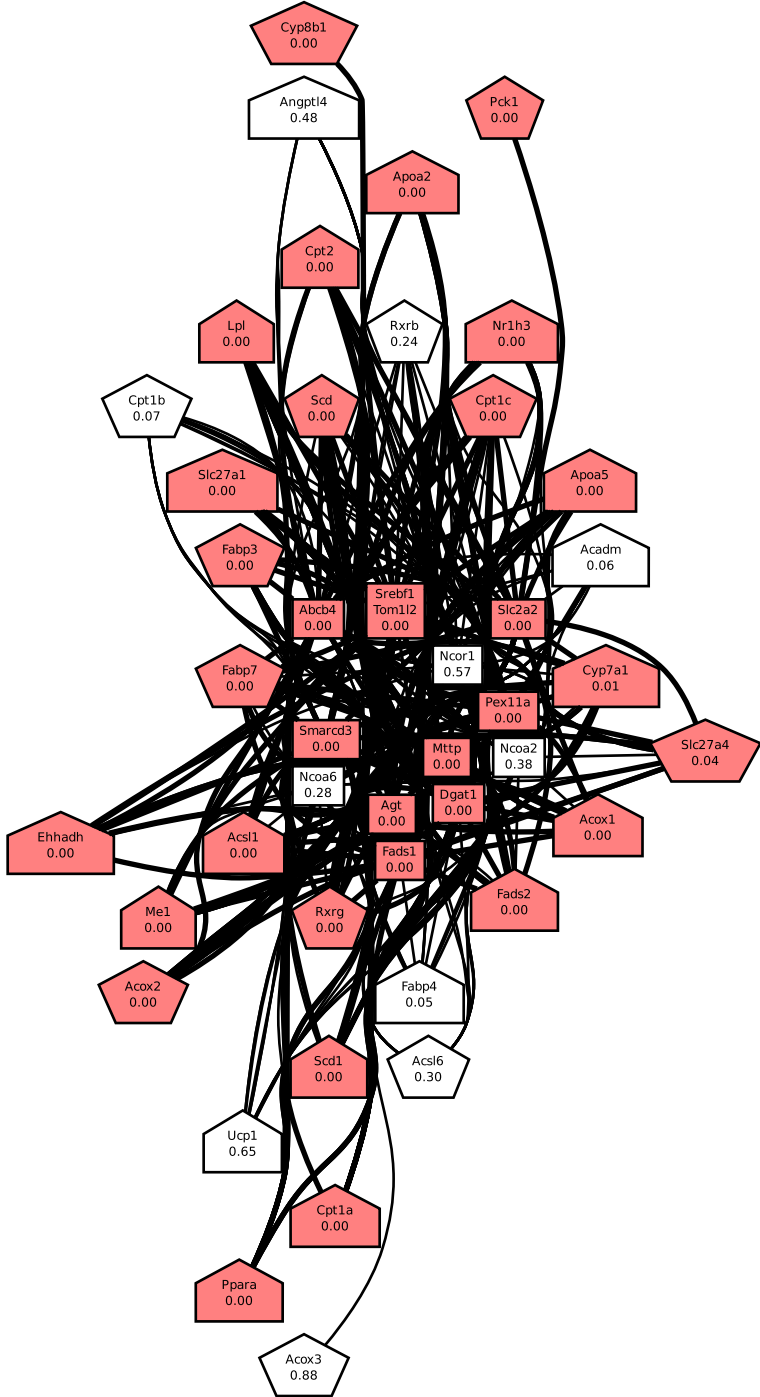 Cyp8b1
0.00
Angptl4
0.48
Pck1
0.00
Apoa2
0.00
Cpt2
0.00
Lpl
0.00
Rxrb
0.24
Nr1h3
0.00
Cpt1b
0.07
Scd
0.00
Cpt1c
0.00
Slc27a1
0.00
Apoa5
0.00
Fabp3
0.00
Acadm
0.06
Abcb4
0.00
Srebf1
Tom1l2
0.00
Slc2a2
0.00
Ncor1
0.57
Fabp7
0.00
Cyp7a1
0.01
Pex11a
0.00
Smarcd3
0.00
Mttp
0.00
Ncoa2
0.38
Slc27a4
0.04
Ncoa6
0.28
Agt
0.00
Dgat1
0.00
Acox1
0.00
Ehhadh
0.00
Acsl1
0.00
Fads1
0.00
Fads2
0.00
Me1
0.00
Rxrg
0.00
Acox2
0.00
Fabp4
0.05
Scd1
0.00
Acsl6
0.30
Ucp1
0.65
Cpt1a
0.00
Ppara
0.00
Acox3
0.88